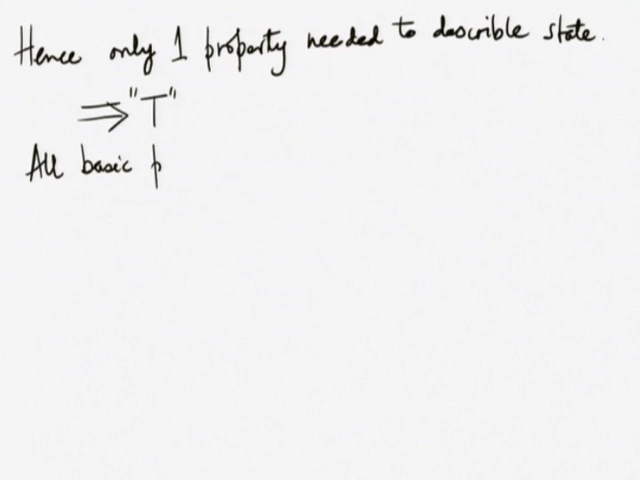 Hence only 1 property needed to describle state.
⇒ "T"
All basic p